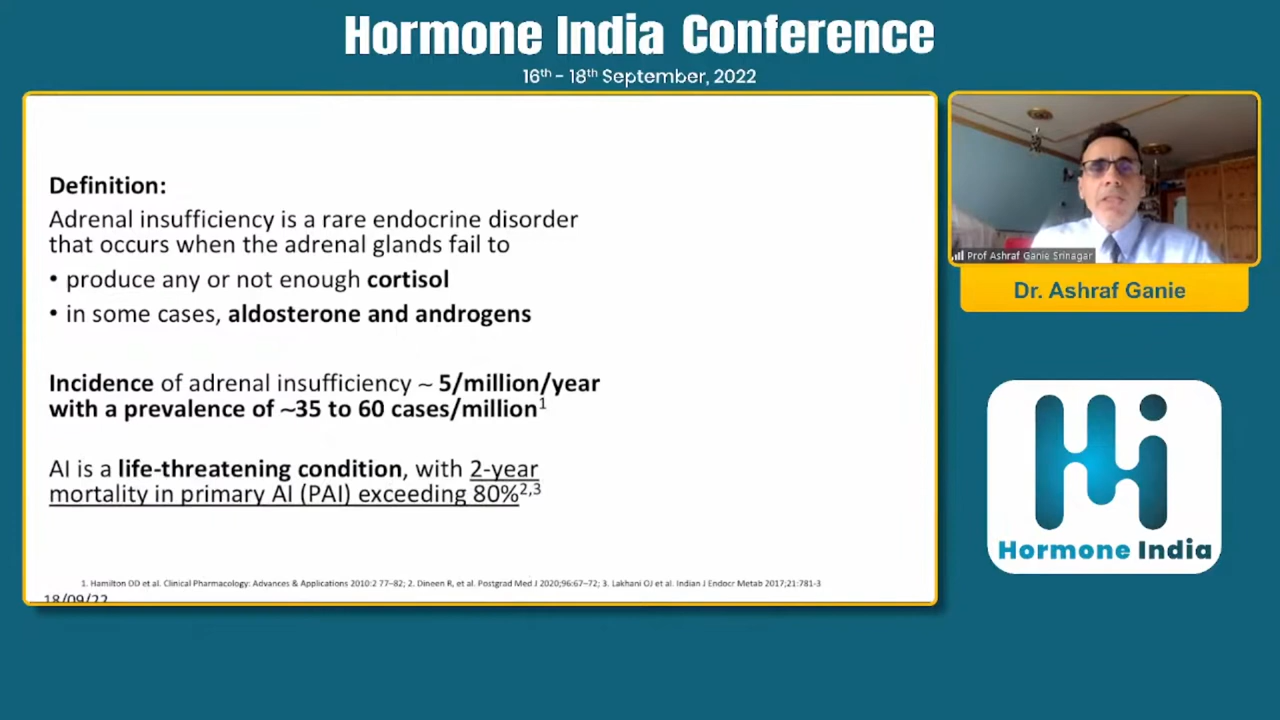 Hormone India Conference
16th - 18th September, 2022
Definition:
Adrenal insufficiency is a rare endocrine disorder
that occurs when the adrenal glands fail to
• produce any or not enough cortisol
• in some cases, aldosterone and androgens
Incidence of adrenal insufficiency ~ 5/million/year
with a prevalence of ~35 to 60 cases/million1
AI is a life-threatening condition, with 2-year
mortality in primary AI (PAI) exceeding 80%2,3
1. Hamilton DD et al. Clinical Pharmacology: Advances & Applications 2010:2 77–82; 2. Dineen R, et al. Postgrad Med J 2020;96:67–72; 3. Lakhani OJ et al. Indian J Endocr Metab 2017;21:781-3
18/09/22
Prof Ashraf Ganie Srinagar
Dr. Ashraf Ganie
Hormone India